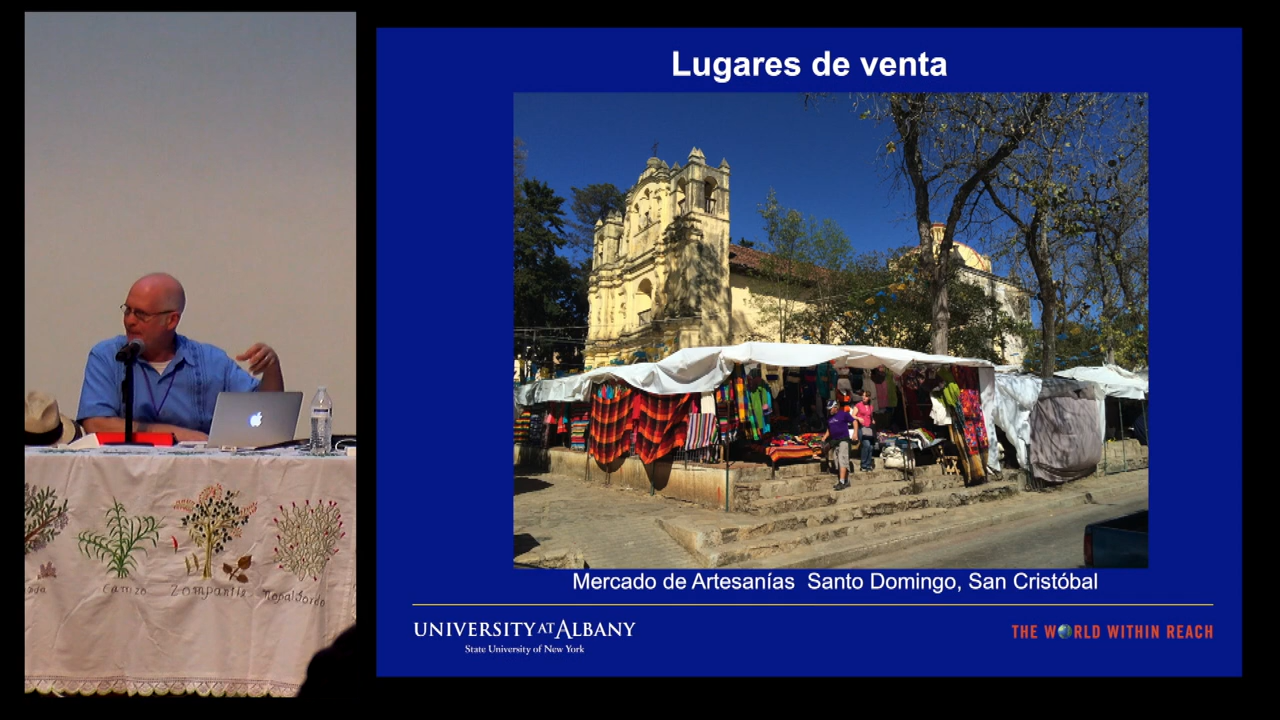 Lugares de venta
Mercado de Artesanías Santo Domingo, San Cristóbal
UNIVERSITY AT ALBANY
State University of New York
THE WORLD WITHIN REACH
Carrizo Zompantle Nopal Sordo